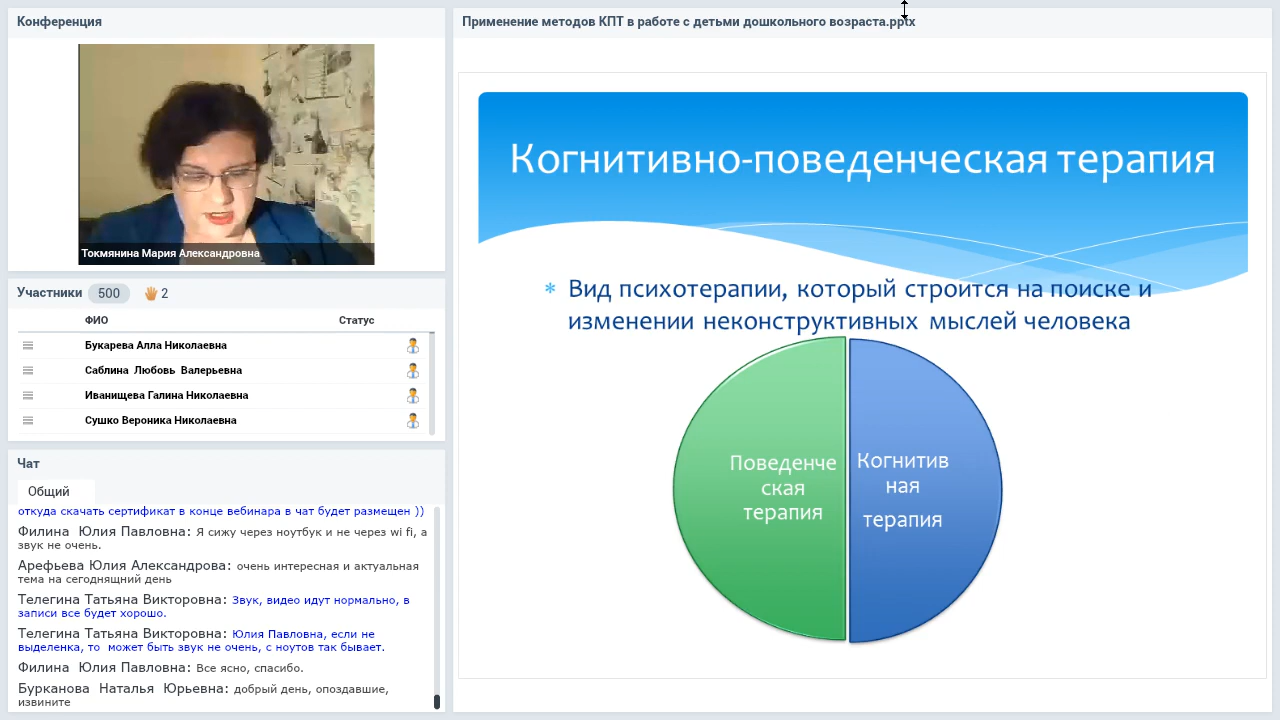 Конференция
Токмянина Мария Александровна
Участники 500 2
ФИО Статус
Букарева Алла Николаевна
Саблина Любовь Валерьевна
Иванищева Галина Николаевна
Сушко Вероника Николаевна
Чат
Общий
откуда скачать сертификат в конце вебинара в чат будет размещен ))
Филина Юлия Павловна: Я сижу через ноутбук и не через wi fi, а
звук не очень.
Арефьева Юлия Александрова: очень интересная и актуальная
тема на сегоднящний день
Телегина Татьяна Викторовна: Звук, видео идут нормально, в
записи все будет хорошо.
Телегина Татьяна Викторовна: Юлия Павловна, если не
выделенка, то может быть звук не очень, с ноутов так бывает.
Филина Юлия Павловна: Все ясно, спасибо.
Бурканова Наталья Юрьевна: добрый день, опоздавшие,
извините
Применение методов КПТ в работе с детьми дошкольного возраста.pptx
Когнитивно-поведенческая терапия
* Вид психотерапии, который строится на поиске и
изменении неконструктивных мыслей человека
Поведенче
ская
терапия
Когнитив
ная
терапия